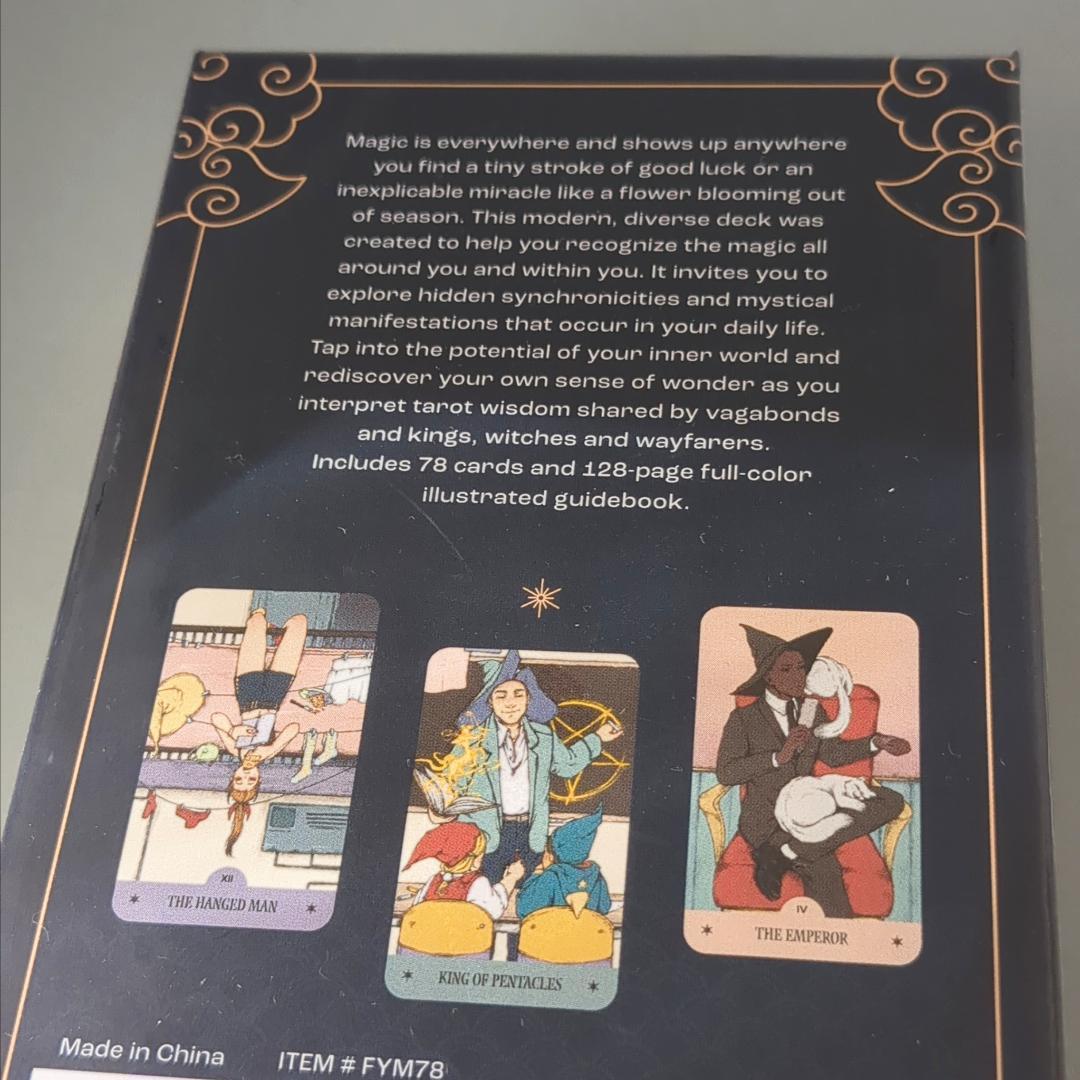 Magic is everywhere and shows up anywhere
you find a tiny stroke of good luck or an
inexplicable miracle like a flower blooming out
of season. This modern, diverse deck was
created to help you recognize the magic all
around you and within you. It invites you to
explore hidden synchronicities and mystical
manifestations that occur in your daily life.
Tap into the potential of your inner world and
rediscover your own sense of wonder as you
interpret tarot wisdom shared by vagabonds
and kings, witches and wayfarers.
Includes 78 cards and 128-page full-color
illustrated guidebook.
XII
THE HANGED MAN
KING OF PENTACLES
IV
THE EMPEROR
Made in China
ITEM # FYM78